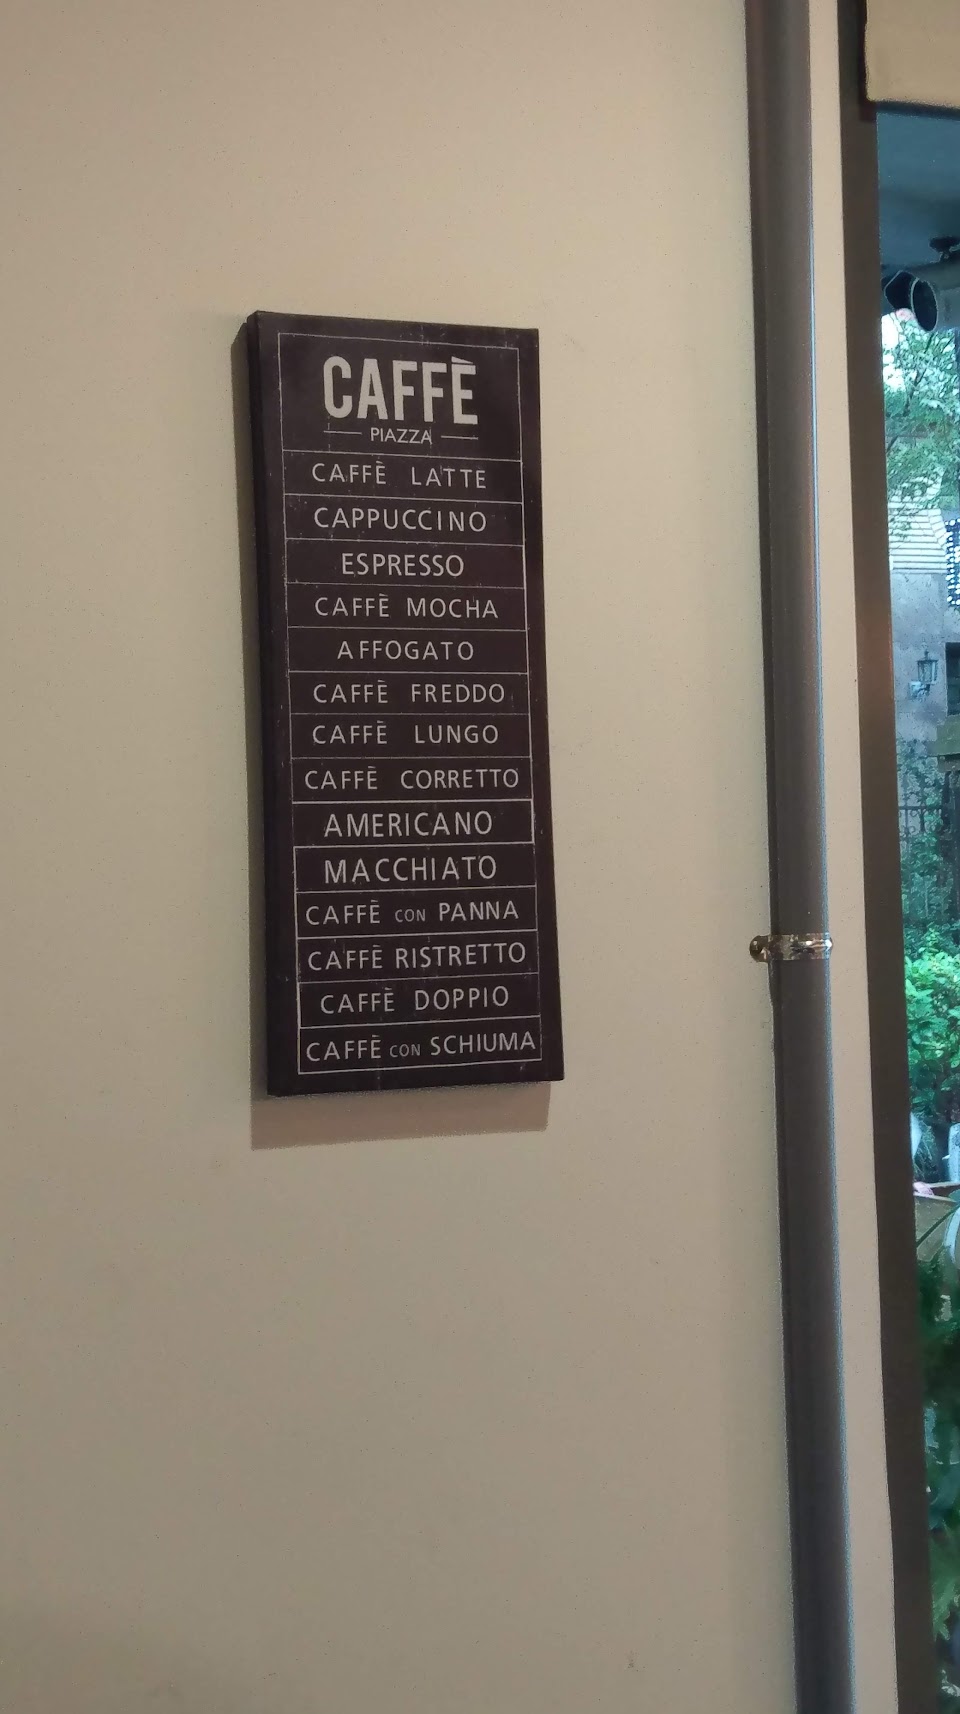 CAFFÈ
PIAZZA
CAFFÈ LATTE
CAPPUCCINO
ESPRESSO
CAFFÈ MOCHA
AFFOGATO
CAFFÈ FREDDO
CAFFÈ LUNGO
CAFFÈ CORRETTO
AMERICANO
MACCHIATO
CAFFÈ CON PANNA
CAFFÈ RISTRETTO
CAFFÈ DOPPIO
CAFFÈ CON SCHIUMA